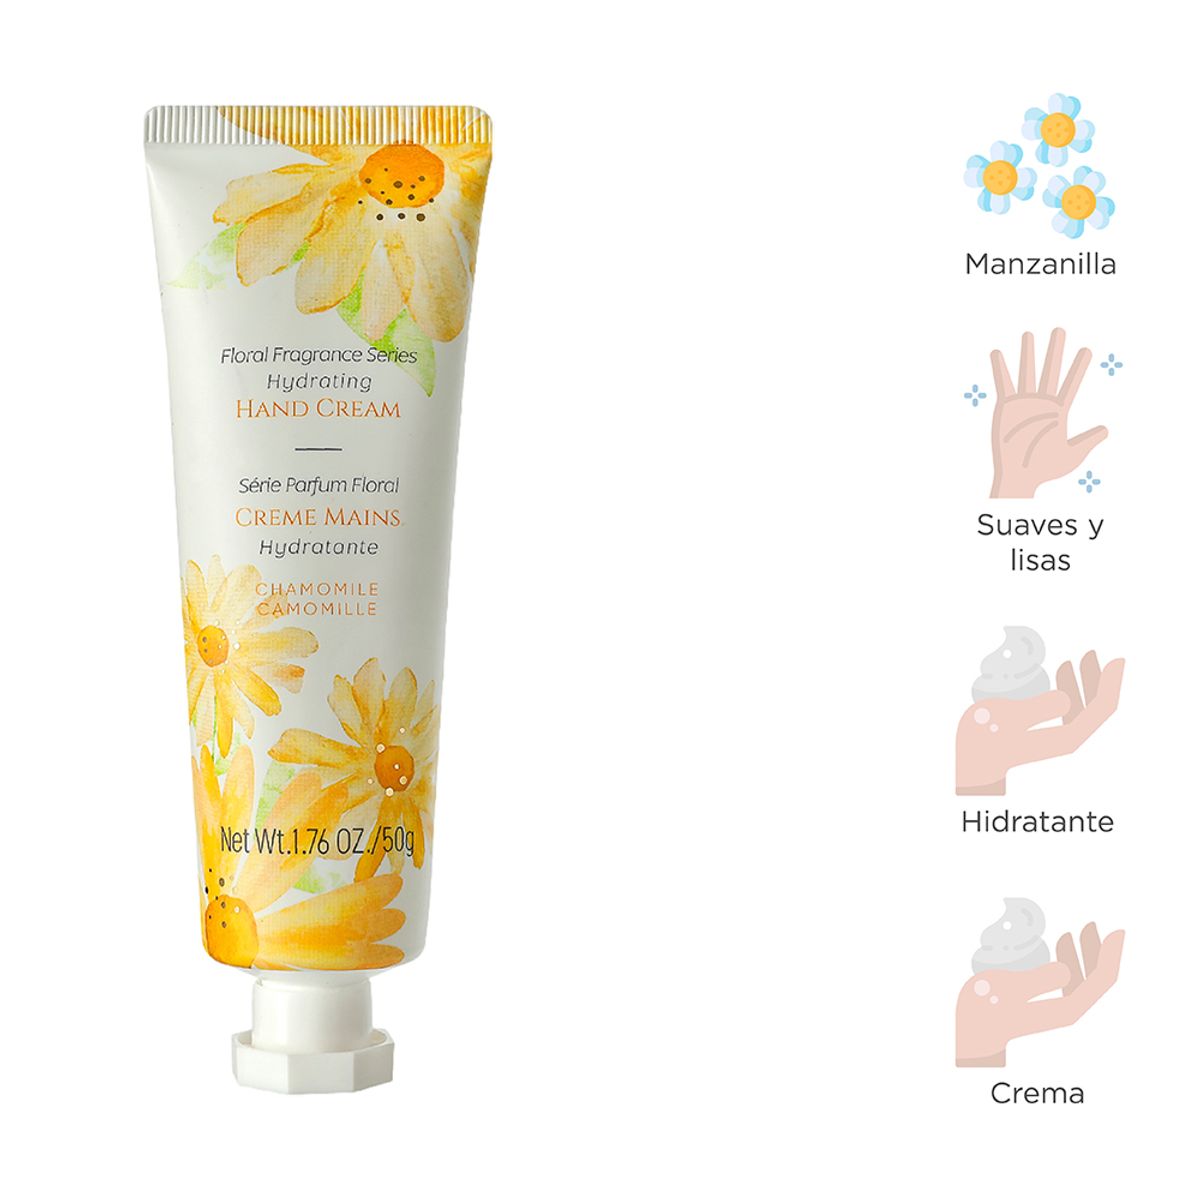 Floral Fragrance Series
Hydrating
HAND CREAM
Série Parfum Floral
CREME MAINS
Hydratante
CHAMOMILE
CAMOMILLE
Net Wt.1.76 OZ./50g
Manzanilla
Suaves y
lisas
Hidratante
Crema